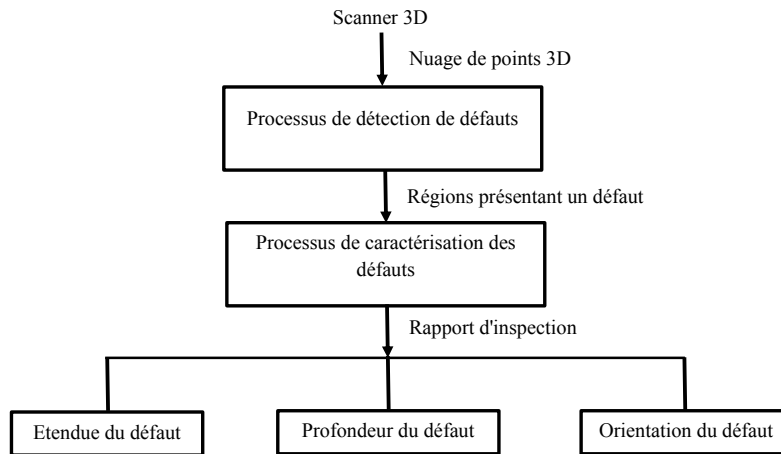 Scanner 3D
Nuage de points 3D
Processus de détection de défauts
Régions présentant un défaut
Processus de caractérisation des
défauts
Rapport d'inspection
Etendue du défaut
Profondeur du défaut
Orientation du défaut